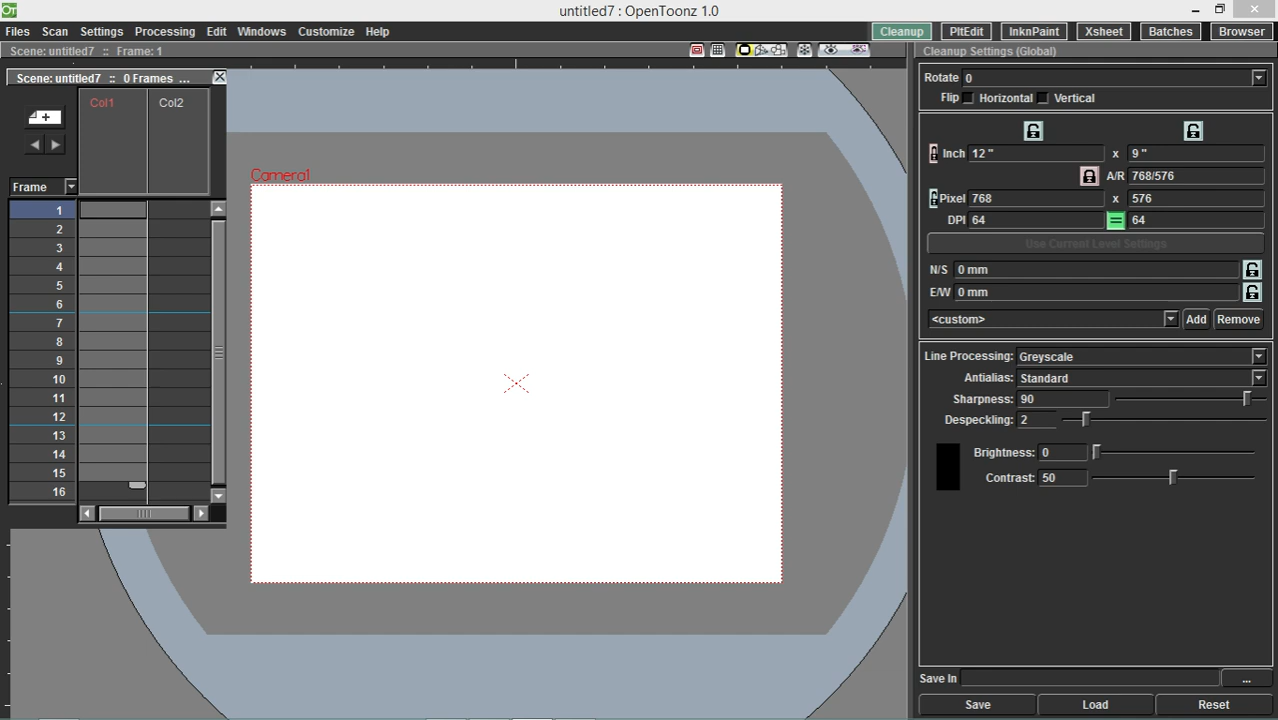 untitled7 : OpenToonz 1.0
Files Scan Settings Processing Edit Windows Customize Help
Cleanup PltEdit InknPaint Xsheet Batches Browser
Scene: untitled7 :: Frame: 1
Cleanup Settings (Global)
Scene: untitled7 :: 0 Frames ...
Col1 Col2
Frame
1
2
3
4
5
6
7
8
9
10
11
12
13
14
15
16
Camera1
Rotate 0
Flip Horizontal Vertical
Inch 12 " x 9 "
A/R 768/576
Pixel 768 x 576
DPI 64 = 64
Use Current Level Settings
N/S 0 mm
E/W 0 mm
<custom> Add Remove
Line Processing: Greyscale
Antialias: Standard
Sharpness: 90
Despeckling: 2
Brightness: 0
Contrast: 50
Save In ...
Save Load Reset